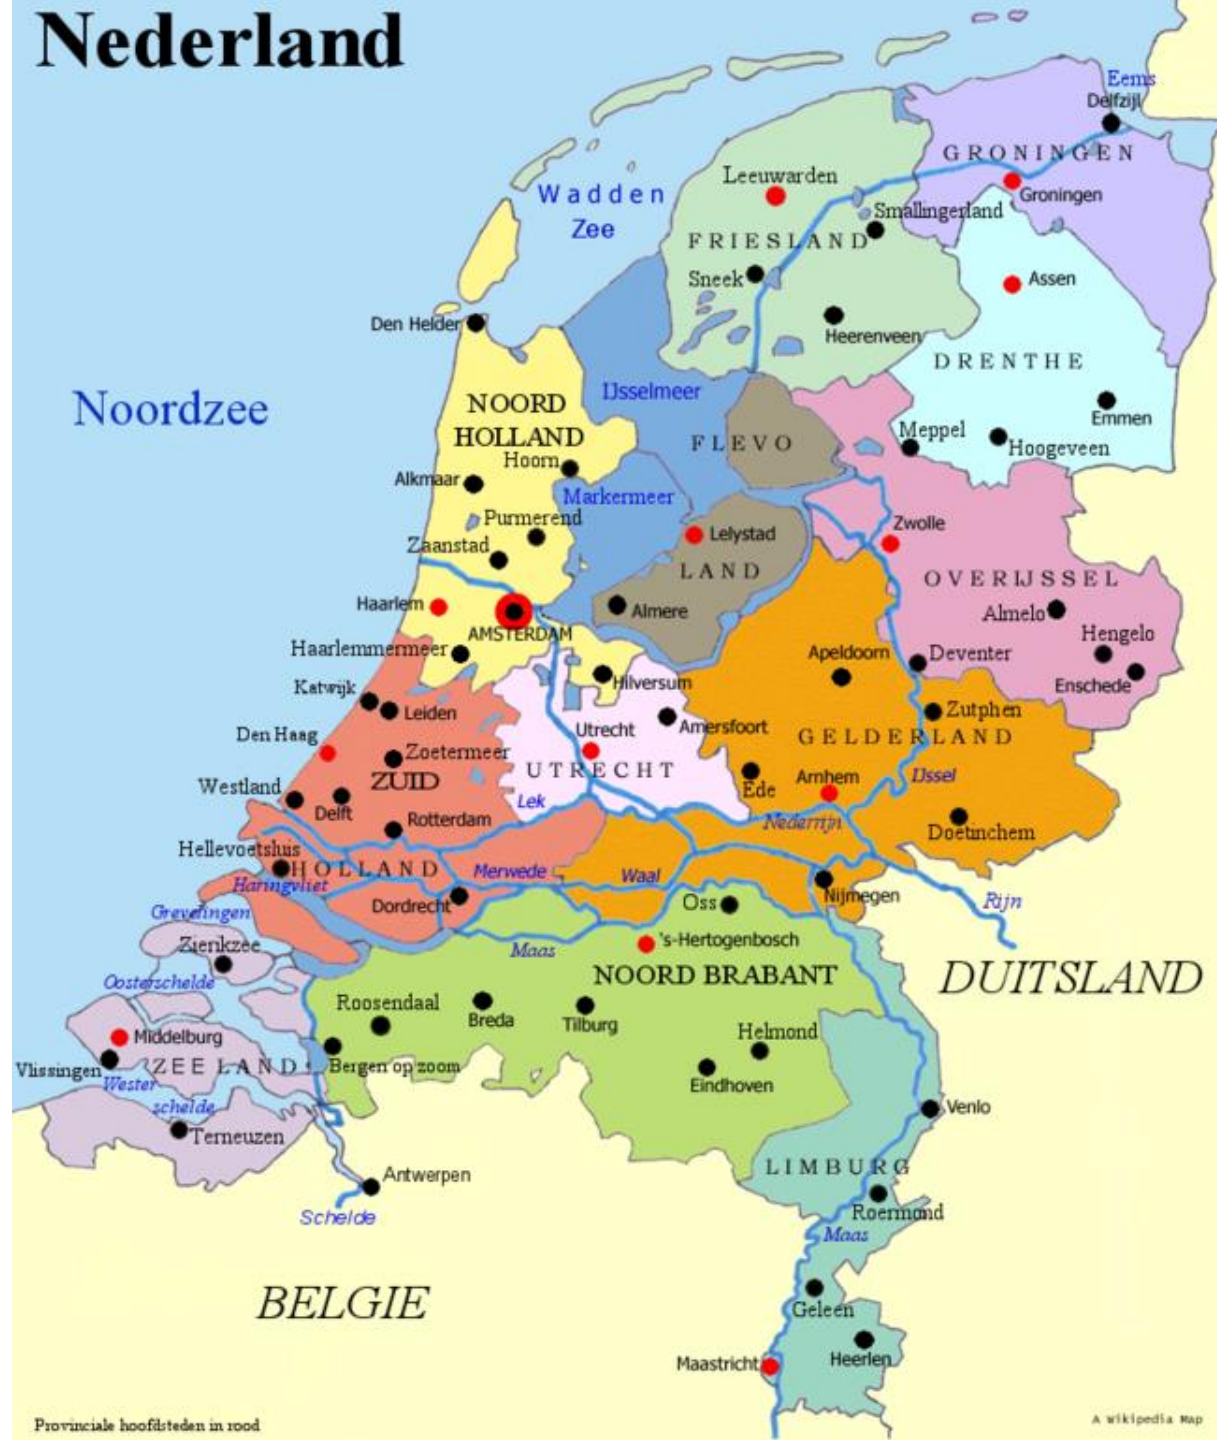 Nederland
Eems
Delfzijl
GRONINGEN
Leeuwarden
Wadden
Zee
Groningen
Smallingerland
FRIESLAND
Sneek
Assen
Den Helder
Heerenveen
DRENTHE
Noordzee
IJsselmeer
NOORD
HOLLAND
Emmen
Meppel
Hoogeveen
FLEVO
Hoorn
Alkmaar
Markermeer
Purmerend
Zwolle
Lelystad
Zaanstad
LAND
OVERIJSSEL
Haarlem
Almere
Almelo
AMSTERDAM
Hengelo
Haarlemmermeer
Apeldoorn
Deventer
Hilversum
Enschede
Katwijk
Leiden
Zutphen
Amersfoort
Utrecht
Den Haag
GELDERLAND
Zoetermeer
UTRECHT
Arnhem
IJssel
ZUID
Westland
Ede
Lek
Delft
Rotterdam
Nederrijn
Doetinchem
Hellevoetsluis
HOLLAND
Merwede
Waal
Haringvliet
Nijmegen
Rijn
Dordrecht
Oss
Grevelingen
Zierikzee
's-Hertogenbosch
Maas
NOORD BRABANT
DUITSLAND
Oosterschelde
Roosendaal
Breda
Tilburg
Helmond
Middelburg
ZEELAND
Bergen op zoom
Vlissingen
Wester
schelde
Eindhoven
Venlo
Terneuzen
LIMBURG
Antwerpen
Schelde
Roermond
Maas
BELGIE
Geleen
Maastricht
Heerlen
Provinciale hoofdsteden in rood
A Wikipedia Map